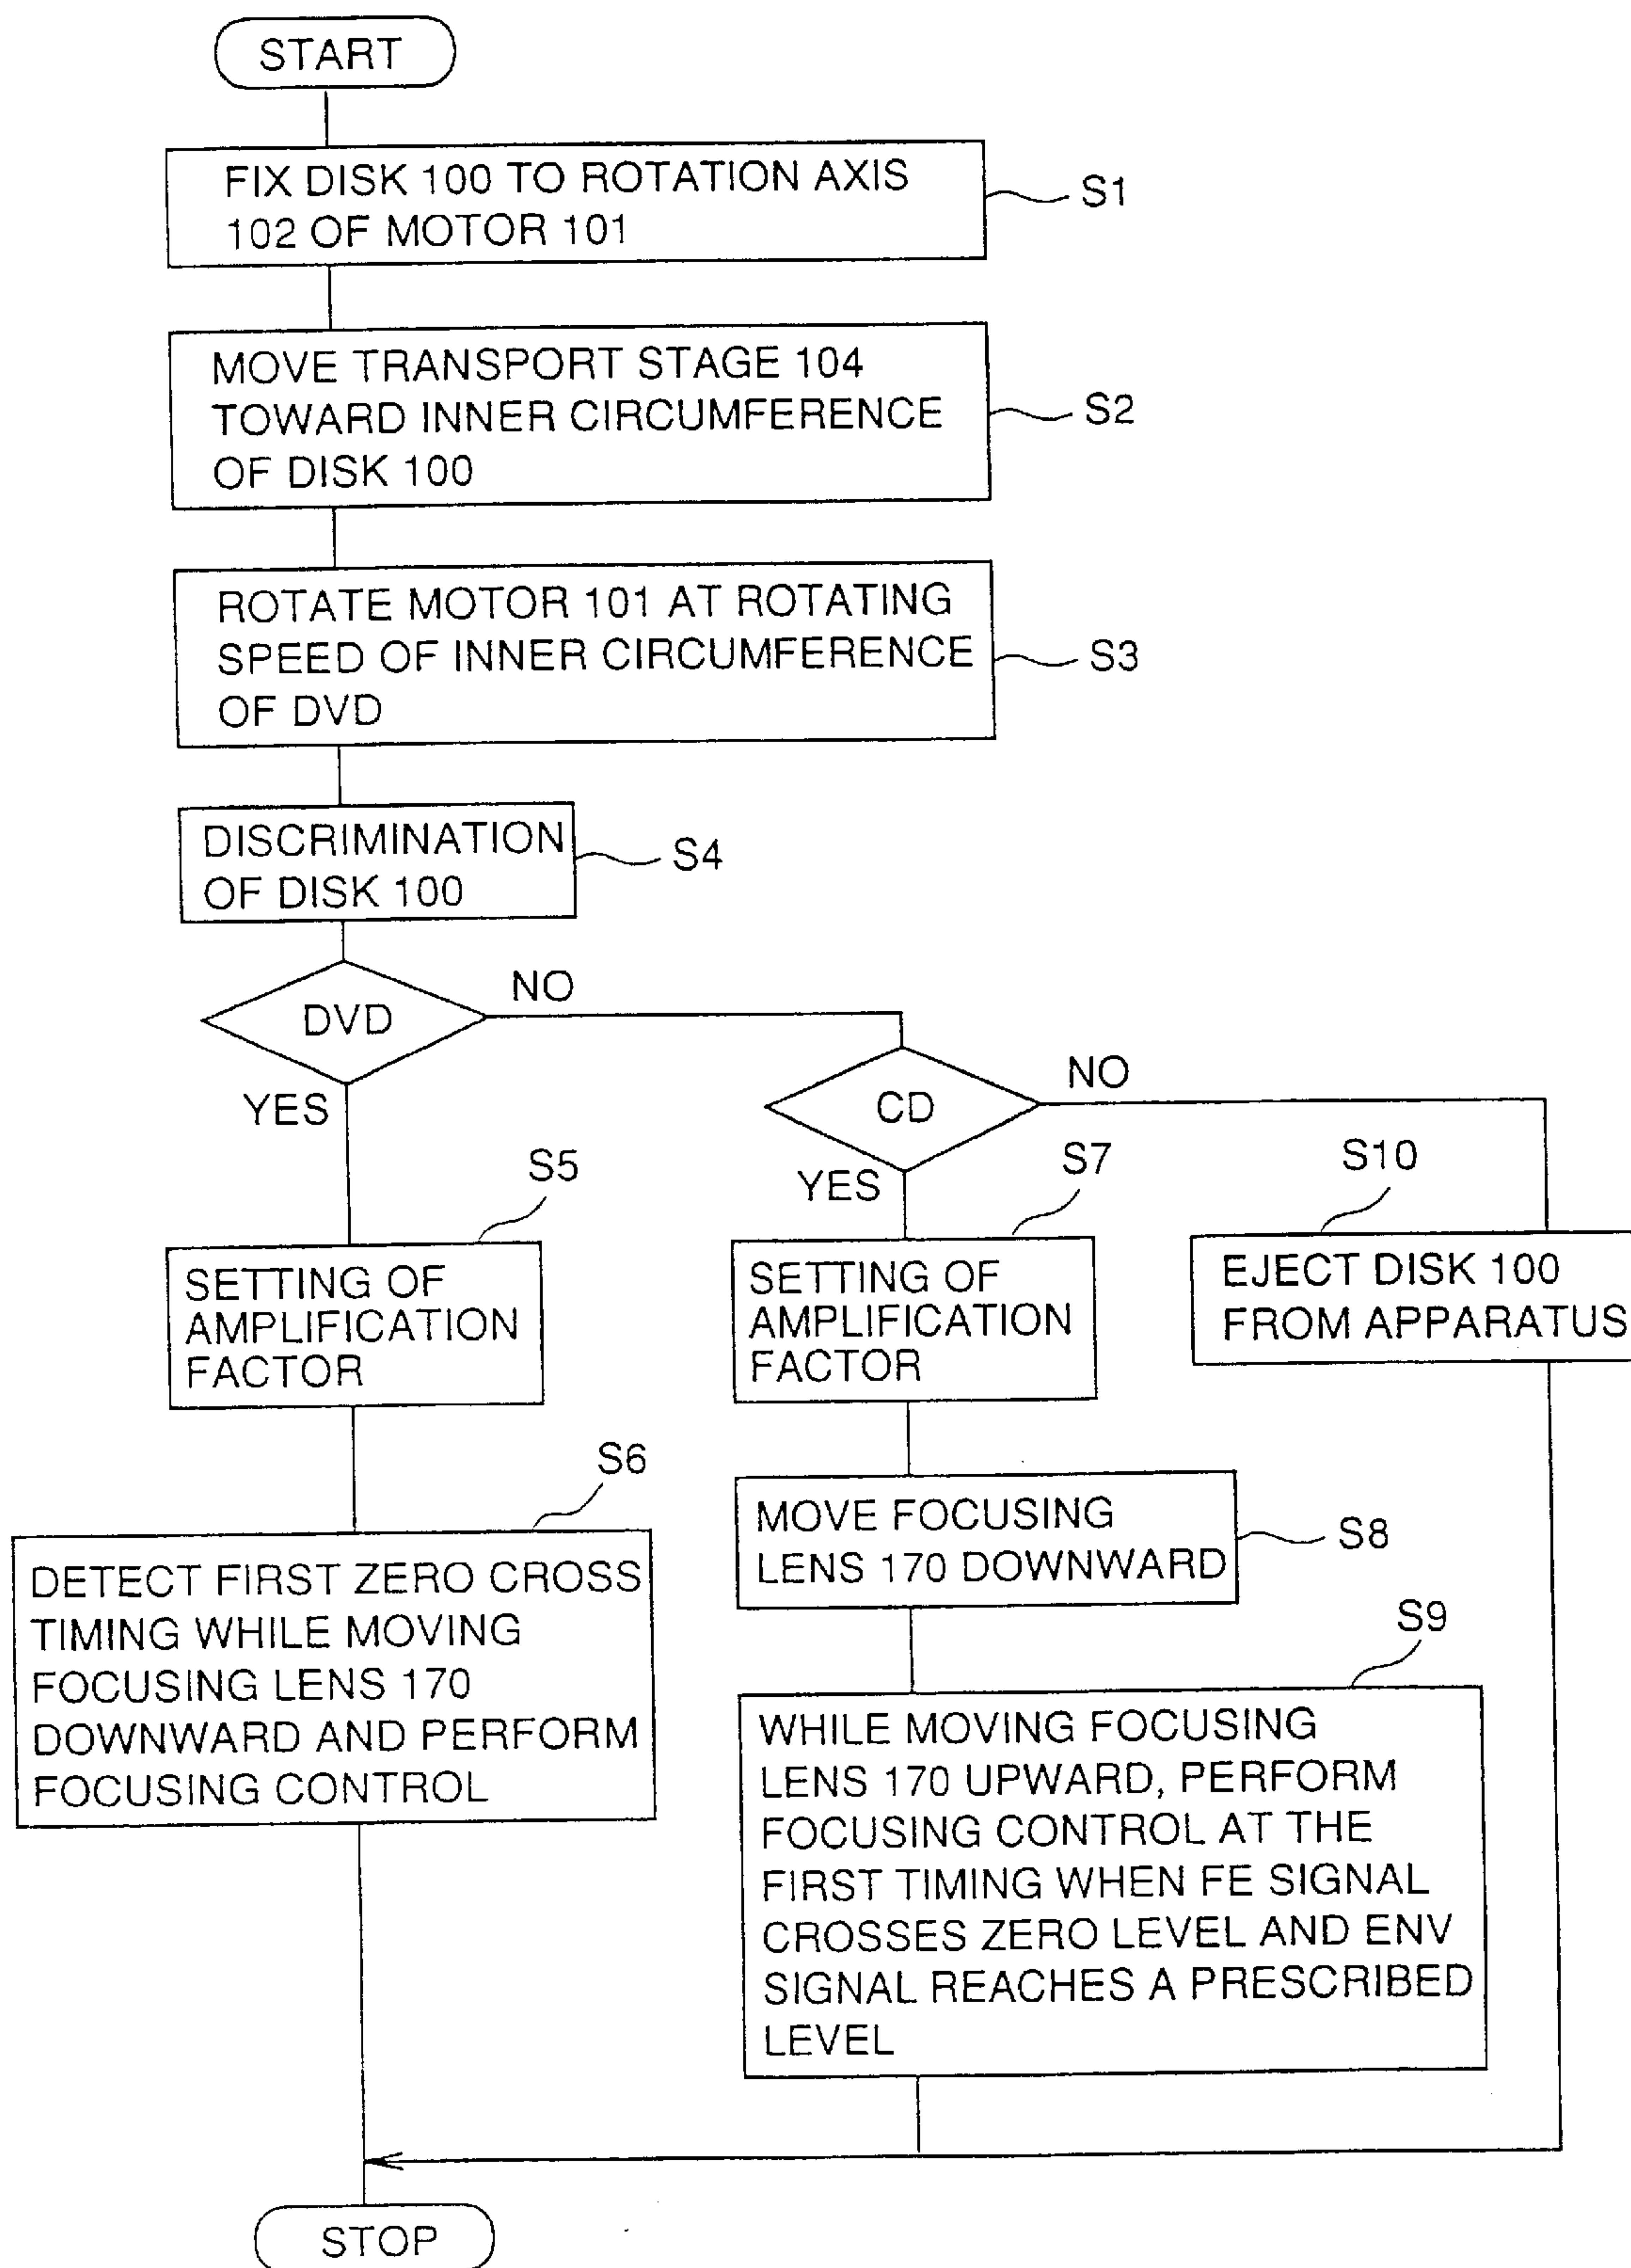 START
FIX DISK 100 TO ROTATION AXIS
102 OF MOTOR 101
S1
MOVE TRANSPORT STAGE 104
TOWARD INNER CIRCUMFERENCE
OF DISK 100
S2
ROTATE MOTOR 101 AT ROTATING
SPEED OF INNER CIRCUMFERENCE
OF DVD
S3
DISCRIMINATION
OF DISK 100
S4
DVD
NO
YES
CD
NO
YES
S5
SETTING OF
AMPLIFICATION
FACTOR
S7
SETTING OF
AMPLIFICATION
FACTOR
S10
EJECT DISK 100
FROM APPARATUS
S6
DETECT FIRST ZERO CROSS
TIMING WHILE MOVING
FOCUSING LENS 170
DOWNWARD AND PERFORM
FOCUSING CONTROL
MOVE FOCUSING
LENS 170 DOWNWARD
S8
S9
WHILE MOVING FOCUSING
LENS 170 UPWARD, PERFORM
FOCUSING CONTROL AT THE
FIRST TIMING WHEN FE SIGNAL
CROSSES ZERO LEVEL AND ENV
SIGNAL REACHES A PRESCRIBED
LEVEL
STOP